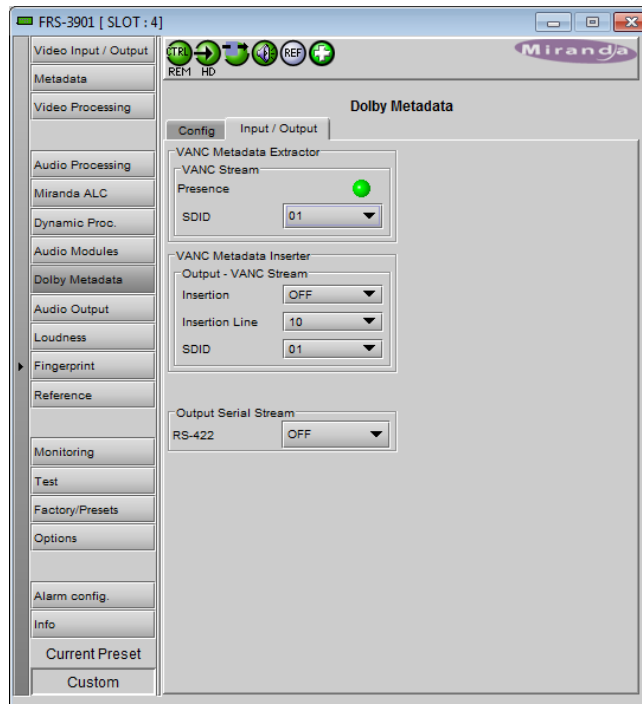 FRS-3901 [ SLOT : 4]
Video Input / Output
Metadata
Video Processing
Audio Processing
Miranda ALC
Dynamic Proc.
Audio Modules
Dolby Metadata
Audio Output
Loudness
Fingerprint
Reference
Monitoring
Test
Factory/Presets
Options
Alarm config.
Info
Current Preset
Custom
CTRL REF
REM HD
Miranda
Dolby Metadata
Config Input / Output
VANC Metadata Extractor
VANC Stream
Presence
SDID 01
VANC Metadata Inserter
Output - VANC Stream
Insertion OFF
Insertion Line 10
SDID 01
Output Serial Stream
RS-422 OFF